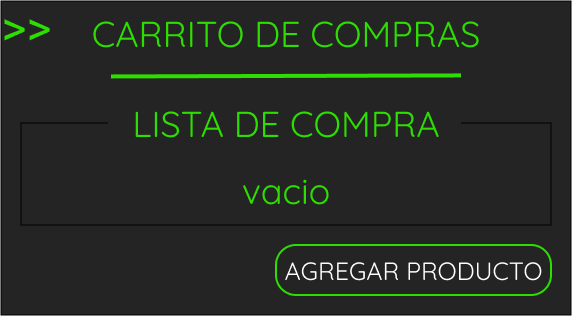 >> CARRITO DE COMPRAS
LISTA DE COMPRA
vacio
AGREGAR PRODUCTO